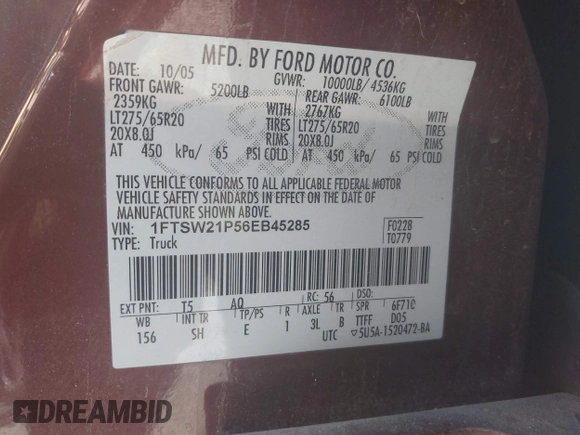 MFD. BY FORD MOTOR CO.
DATE: 10/05 GVWR: 10000LB/ 4536KG
FRONT GAWR: 5200LB REAR GAWR: 6100LB
2359KG WITH 2767KG WITH
LT275/65R20 TIRES LT275/65R20 TIRES
20X8.0J RIMS 20X8.0J RIMS
AT 450 kPa/ 65 PSI COLD AT 450 kPa/ 65 PSI COLD
THIS VEHICLE CONFORMS TO ALL APPLICABLE FEDERAL MOTOR
VEHICLE SAFETY STANDARDS IN EFFECT ON THE DATE OF
MANUFACTURE SHOWN ABOVE.
VIN: 1FTSW21P56EB45285 F0228
TYPE: Truck T0779
EXT PNT: T5 AQ RC: 56 DSO:
WB INT TR TP/PS R AXLE TR SPR 6F71C
156 SH E 1 3L B TTFF D05
UTC ▽5U5A-1520472-BA
DREAMBID